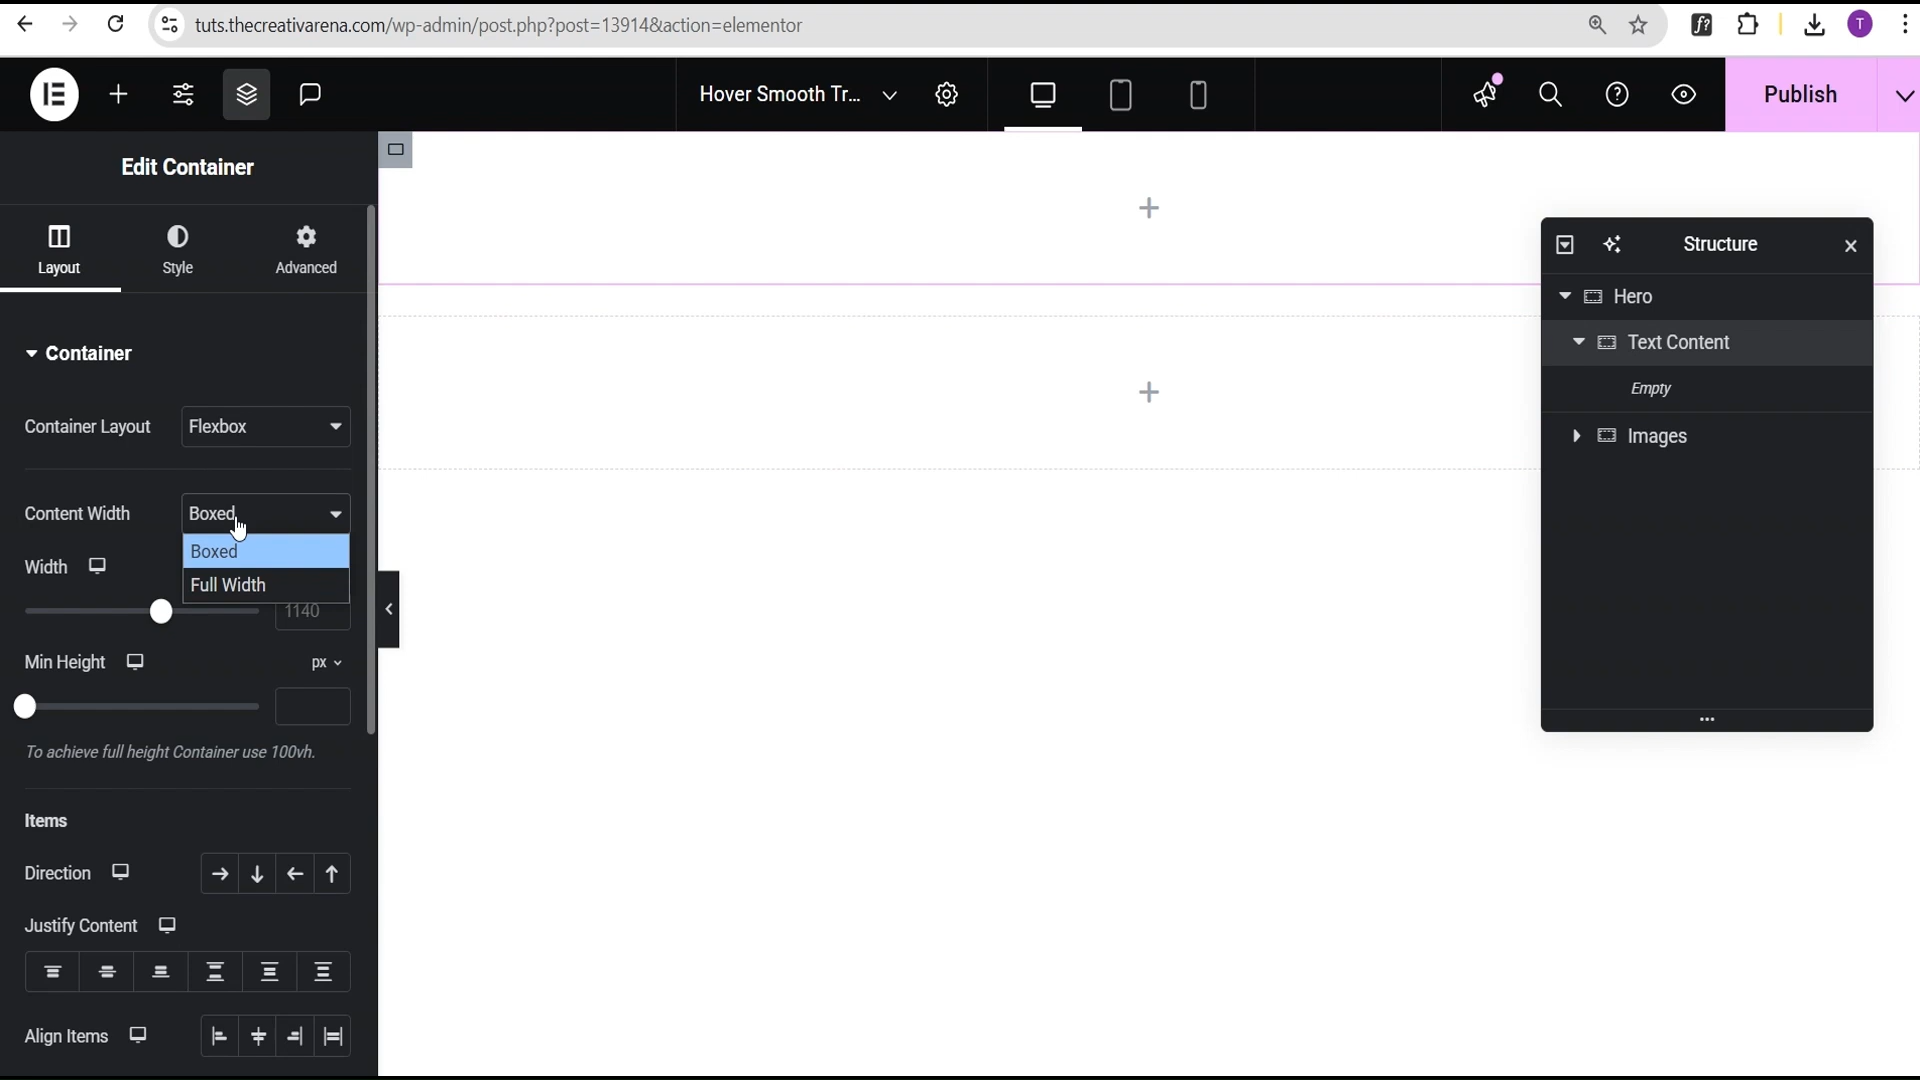 tuts.thecreativarena.com/wp-admin/post.php?post=13914&action=elementor
f?
T
Hover Smooth Tr...
Publish
Edit Container
Layout
Style
Advanced
Container
Container Layout
Flexbox
Content Width
Boxed
Boxed
Full Width
Width
1140
Min Height
px
To achieve full height Container use 100vh.
Items
Direction
Justify Content
Align Items
Structure
Hero
Text Content
Empty
Images